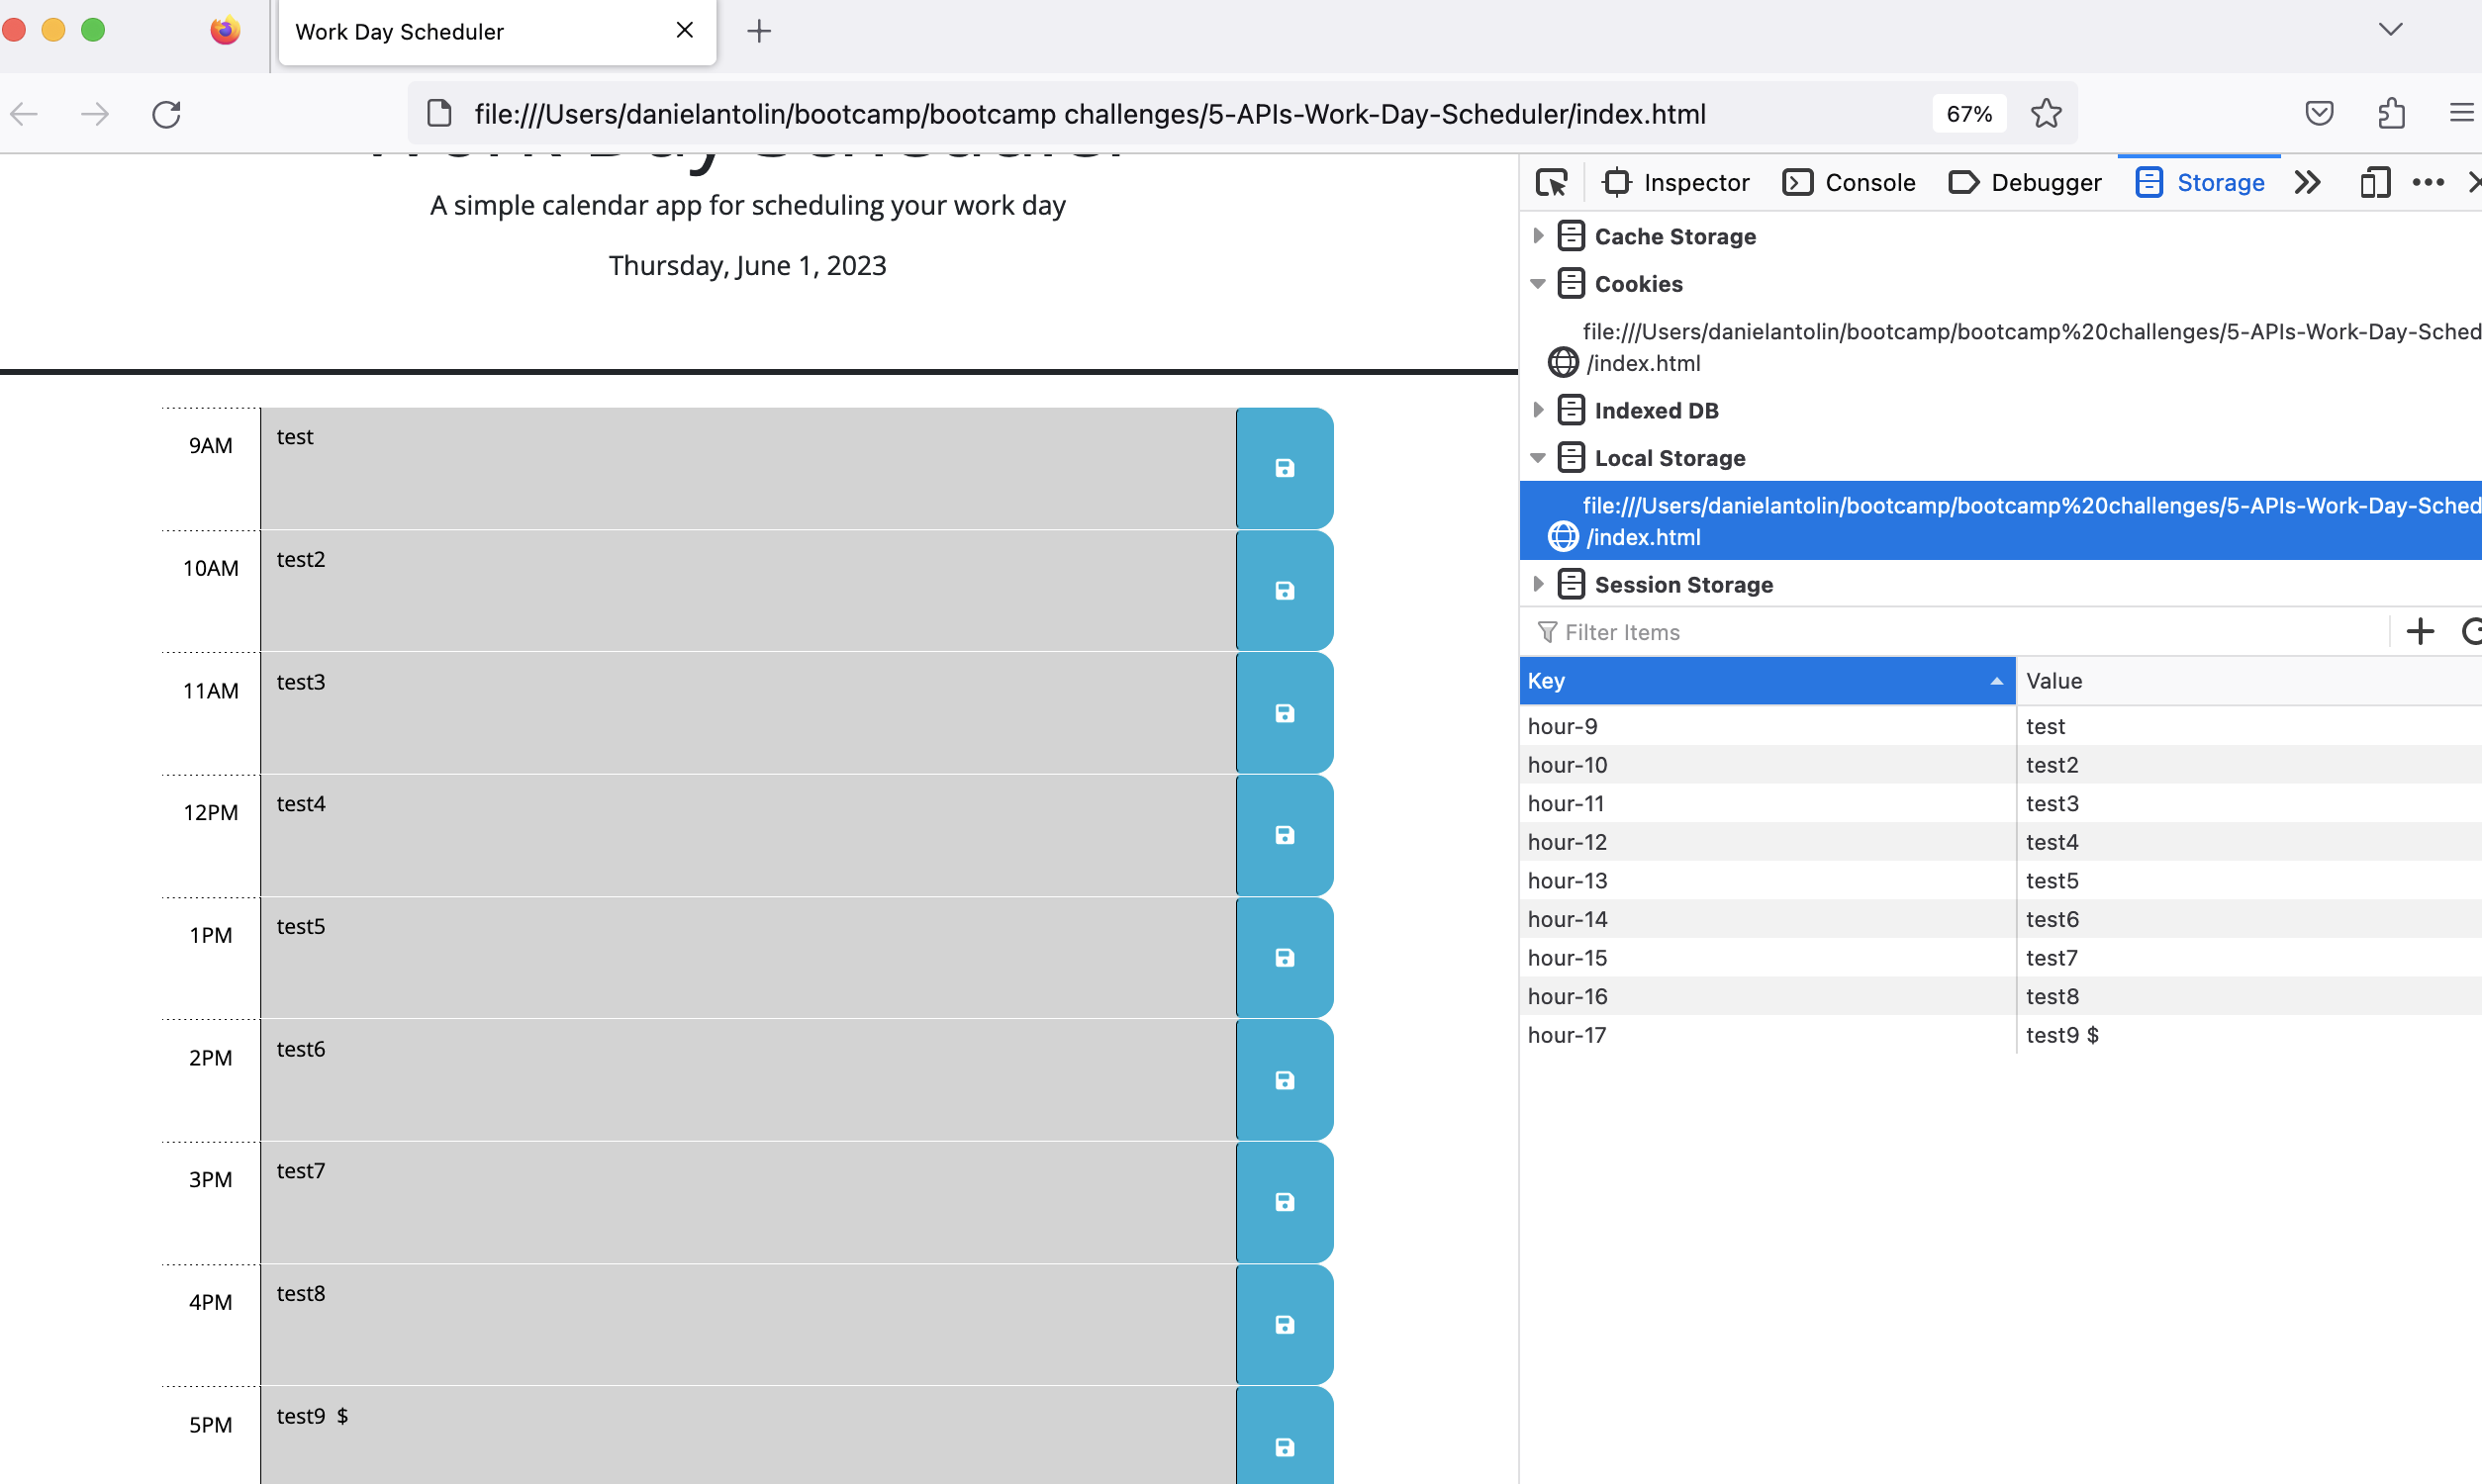 Work Day Scheduler
file:///Users/danielantolin/bootcamp/bootcamp challenges/5-APIs-Work-Day-Scheduler/index.html
67%
Work Day Scheduler
A simple calendar app for scheduling your work day
Thursday, June 1, 2023
9AM test
10AM test2
11AM test3
12PM test4
1PM test5
2PM test6
3PM test7
4PM test8
5PM test9 $
Inspector Console Debugger Storage
Cache Storage
Cookies
file:///Users/danielantolin/bootcamp/bootcamp%20challenges/5-APIs-Work-Day-Sched
/index.html
Indexed DB
Local Storage
file:///Users/danielantolin/bootcamp/bootcamp%20challenges/5-APIs-Work-Day-Sched
/index.html
Session Storage
Filter Items
Key Value
hour-9 test
hour-10 test2
hour-11 test3
hour-12 test4
hour-13 test5
hour-14 test6
hour-15 test7
hour-16 test8
hour-17 test9 $